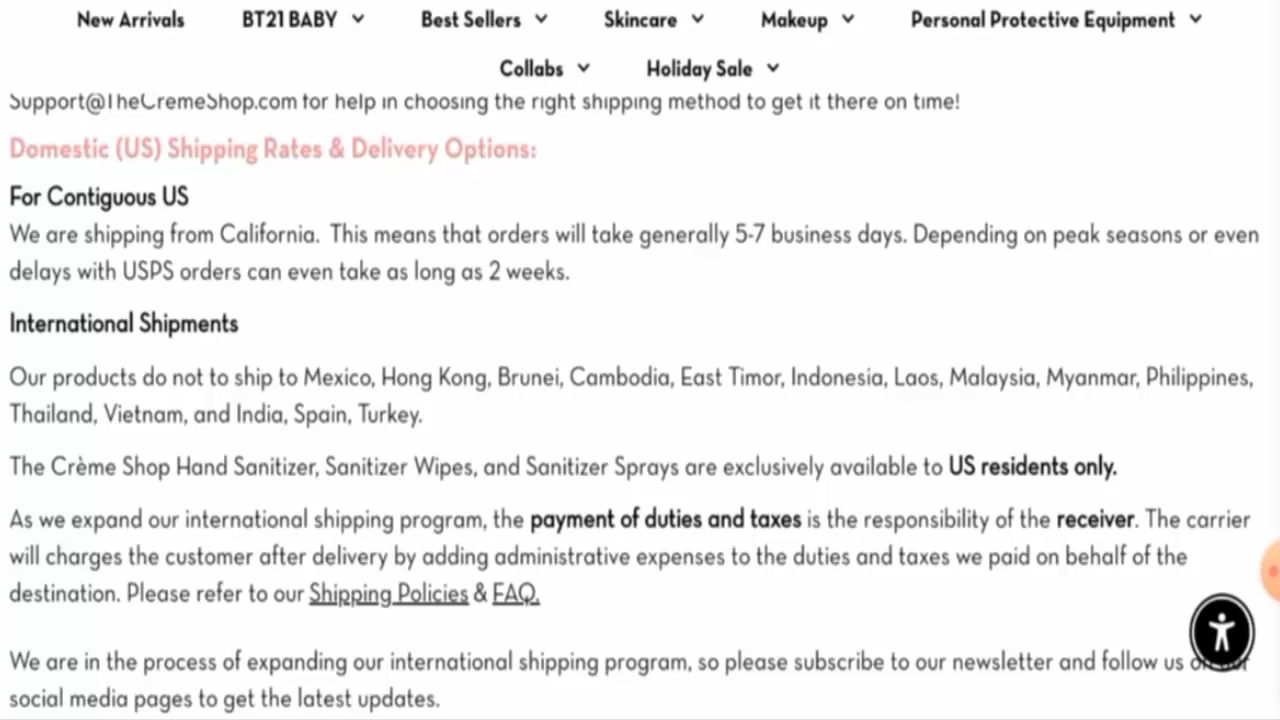 New Arrivals BT21 BABY Best Sellers Skincare Makeup Personal Protective Equipment
Collabs Holiday Sale
Support@TheCremeShop.com for help in choosing the right shipping method to get it there on time!
Domestic (US) Shipping Rates & Delivery Options:
For Contiguous US
We are shipping from California. This means that orders will take generally 5-7 business days. Depending on peak seasons or even
delays with USPS orders can even take as long as 2 weeks.
International Shipments
Our products do not to ship to Mexico, Hong Kong, Brunei, Cambodia, East Timor, Indonesia, Laos, Malaysia, Myanmar, Philippines,
Thailand, Vietnam, and India, Spain, Turkey.
The Crème Shop Hand Sanitizer, Sanitizer Wipes, and Sanitizer Sprays are exclusively available to US residents only.
As we expand our international shipping program, the payment of duties and taxes is the responsibility of the receiver. The carrier
will charges the customer after delivery by adding administrative expenses to the duties and taxes we paid on behalf of the
destination. Please refer to our Shipping Policies & FAQ.
We are in the process of expanding our international shipping program, so please subscribe to our newsletter and follow us on our
social media pages to get the latest updates.